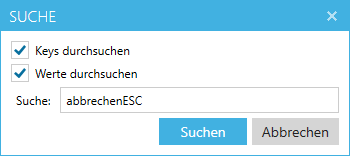 SUCHE
Keys durchsuchen
Werte durchsuchen
Suche: abbrechenESC
Suchen Abbrechen